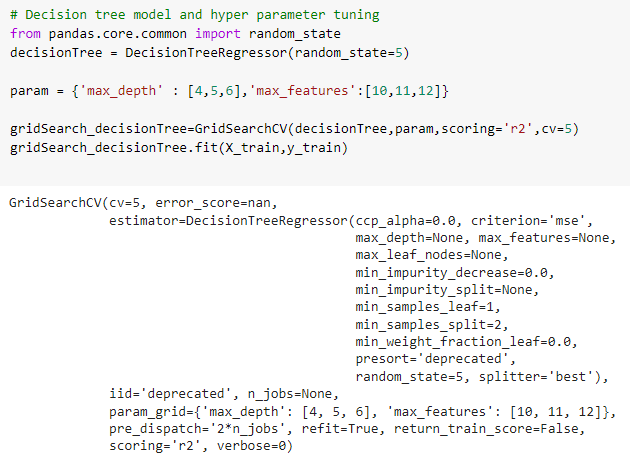 # Decision tree model and hyper parameter tuning
from pandas.core.common import random_state
decisionTree = DecisionTreeRegressor(random_state=5)
param = {'max_depth' : [4,5,6],'max_features':[10,11,12]}
gridSearch_decisionTree=GridSearchCV(decisionTree,param,scoring='r2',cv=5)
gridSearch_decisionTree.fit(X_train,y_train)
GridSearchCV(cv=5, error_score=nan,
estimator=DecisionTreeRegressor(ccp_alpha=0.0, criterion='mse',
max_depth=None, max_features=None,
max_leaf_nodes=None,
min_impurity_decrease=0.0,
min_impurity_split=None,
min_samples_leaf=1,
min_samples_split=2,
min_weight_fraction_leaf=0.0,
presort='deprecated',
random_state=5, splitter='best'),
iid='deprecated', n_jobs=None,
param_grid={'max_depth': [4, 5, 6], 'max_features': [10, 11, 12]},
pre_dispatch='2*n_jobs', refit=True, return_train_score=False,
scoring='r2', verbose=0)